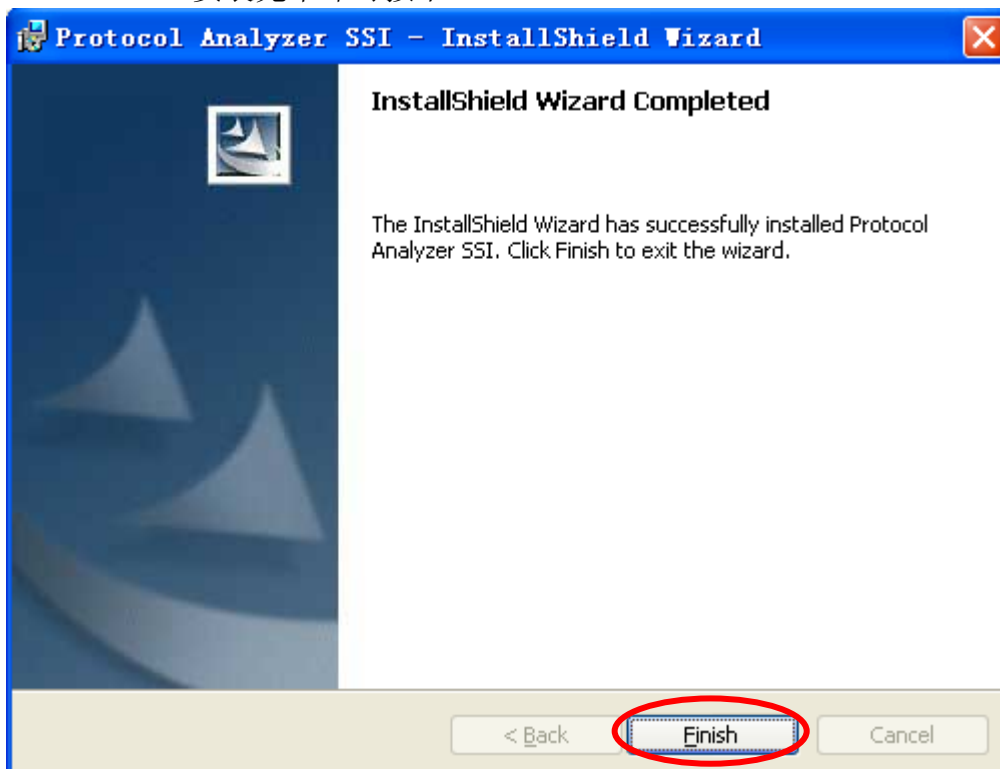 Protocol Analyzer SSI - InstallShield Wizard
InstallShield Wizard Completed
The InstallShield Wizard has successfully installed Protocol
Analyzer SSI. Click Finish to exit the wizard.
< Back
Finish
Cancel